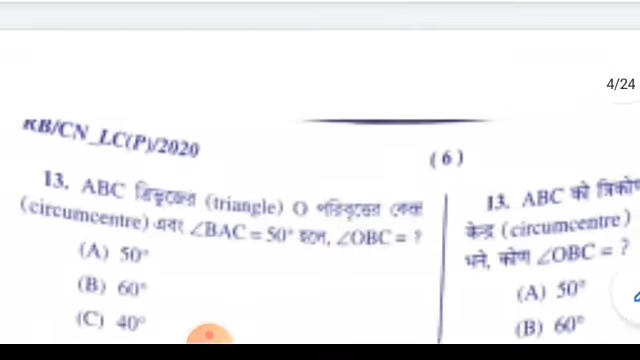 4/24
KB/CN_LC(P)/2020
(6)
13. ABC ত্রিভুজের (triangle) O পরিবৃত্তের কেন্দ্র
(circumcentre) এবং ∠BAC = 50° হলে, ∠OBC = ?
(A) 50°
(B) 60°
(C) 40°
13. ABC को त्रिकोण
केन्द्र (circumcentre)
भने, कोण ∠OBC = ?
(A) 50°
(B) 60°